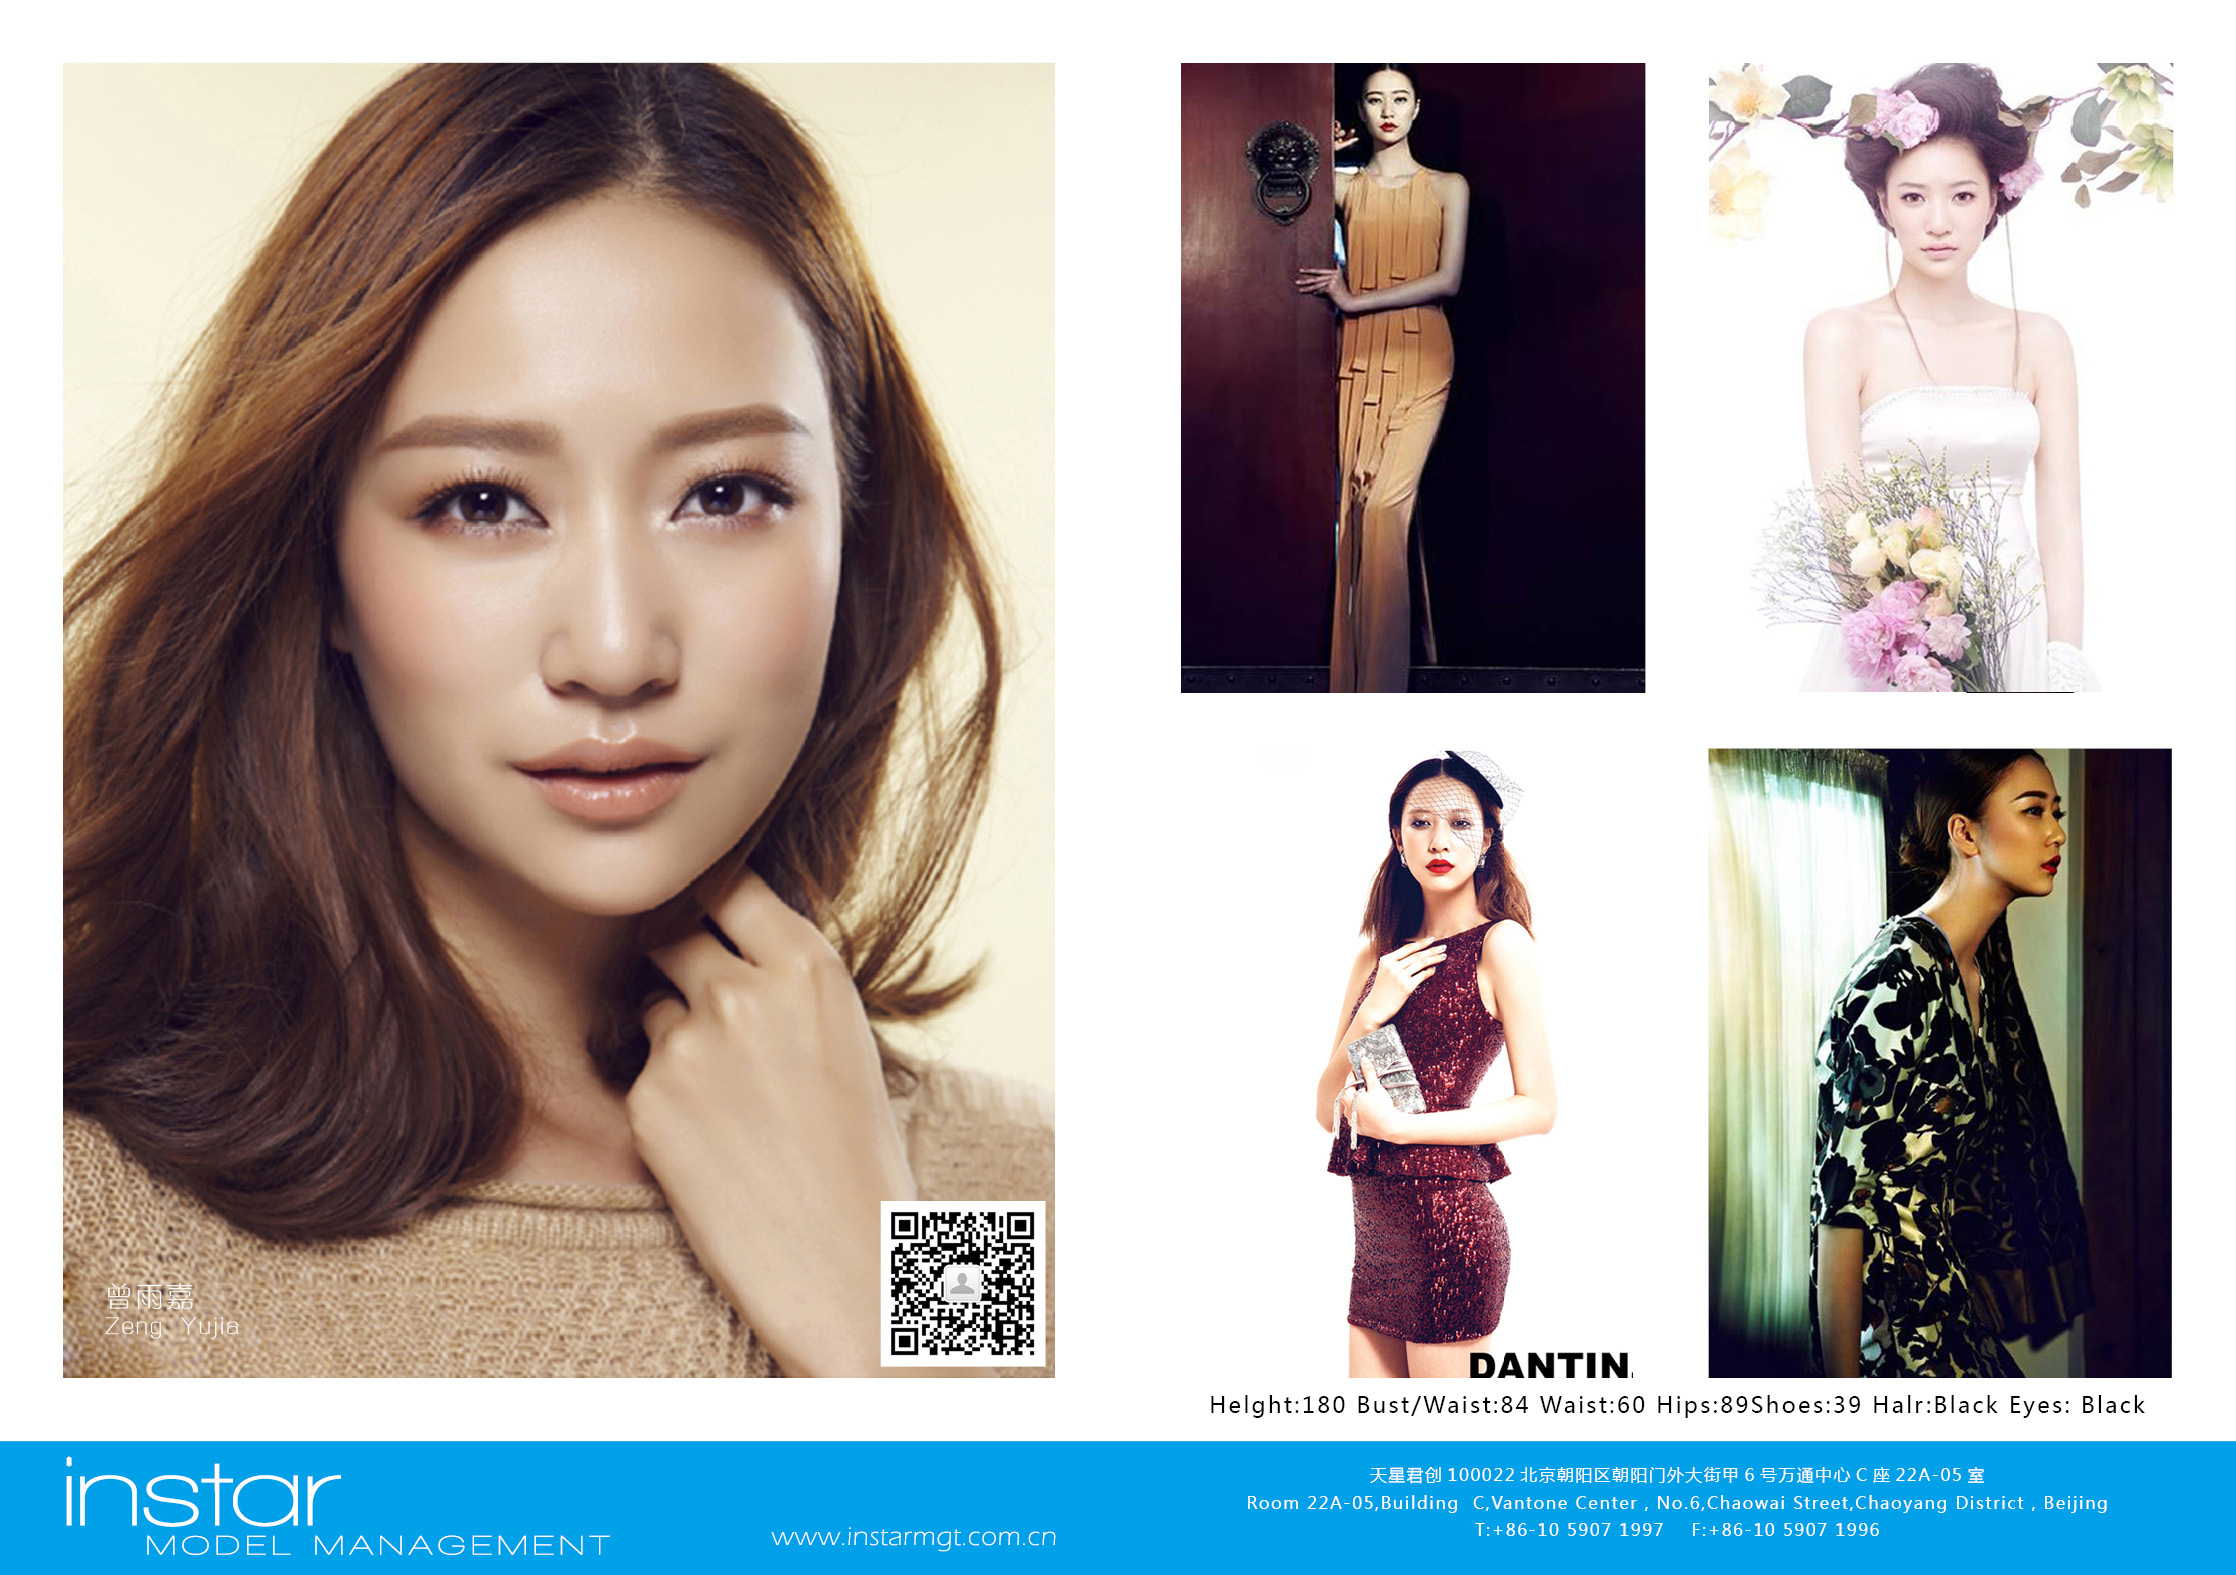 曾雨嘉
Zeng Yujia
DANTIN
Helght:180 Bust/Waist:84 Waist:60 Hips:89Shoes:39 Halr:Black Eyes: Black
instar
MODEL MANAGEMENT
www.instarmgt.com.cn
天星君创 100022 北京朝阳区朝阳门外大街甲 6 号万通中心 C 座 22A-05 室
Room 22A-05,Building C,Vantone Center , No.6,Chaowai Street,Chaoyang District , Beijing
T:+86-10 5907 1997 F:+86-10 5907 1996